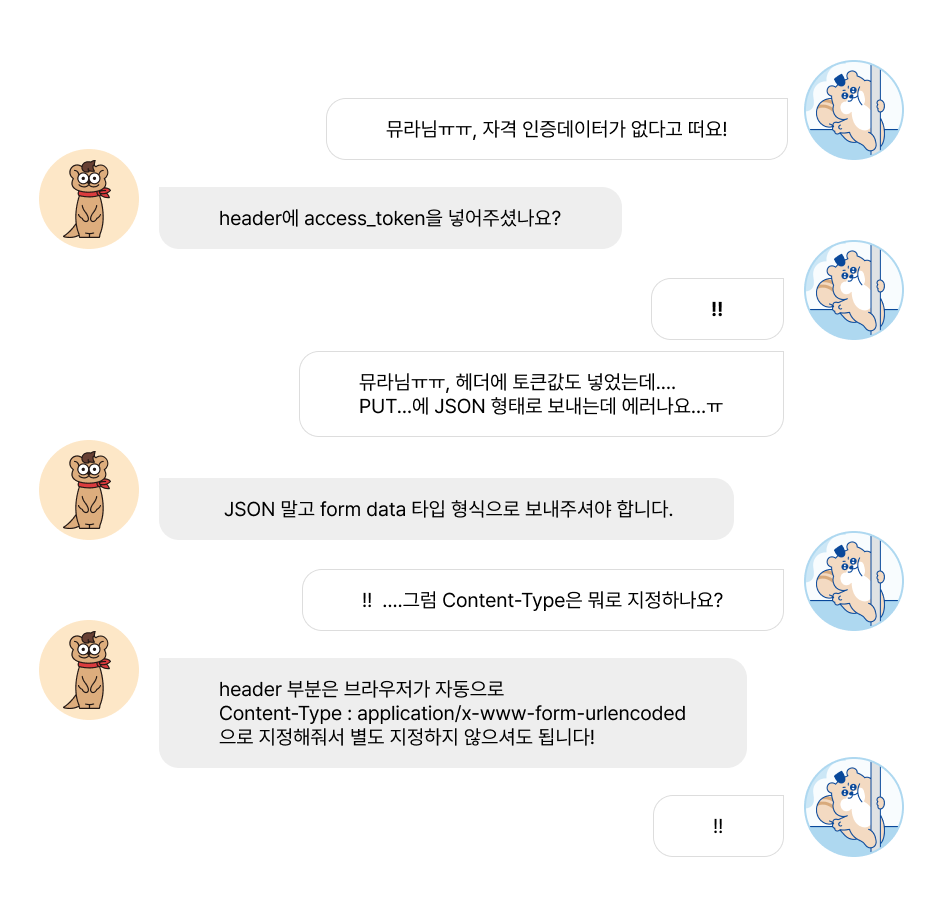 뮤라님ㅠㅠ, 자격 인증데이터가 없다고 떠요!
header에 access_token을 넣어주셨나요?
!!
뮤라님ㅠㅠ, 헤더에 토큰값도 넣었는데....
PUT...에 JSON 형태로 보내는데 에러나요...ㅠ
JSON 말고 form data 타입 형식으로 보내주셔야 합니다.
!! ....그럼 Content-Type은 뭐로 지정하나요?
header 부분은 브라우저가 자동으로
Content-Type : application/x-www-form-urlencoded
으로 지정해줘서 별도 지정하지 않으셔도 됩니다!
!!